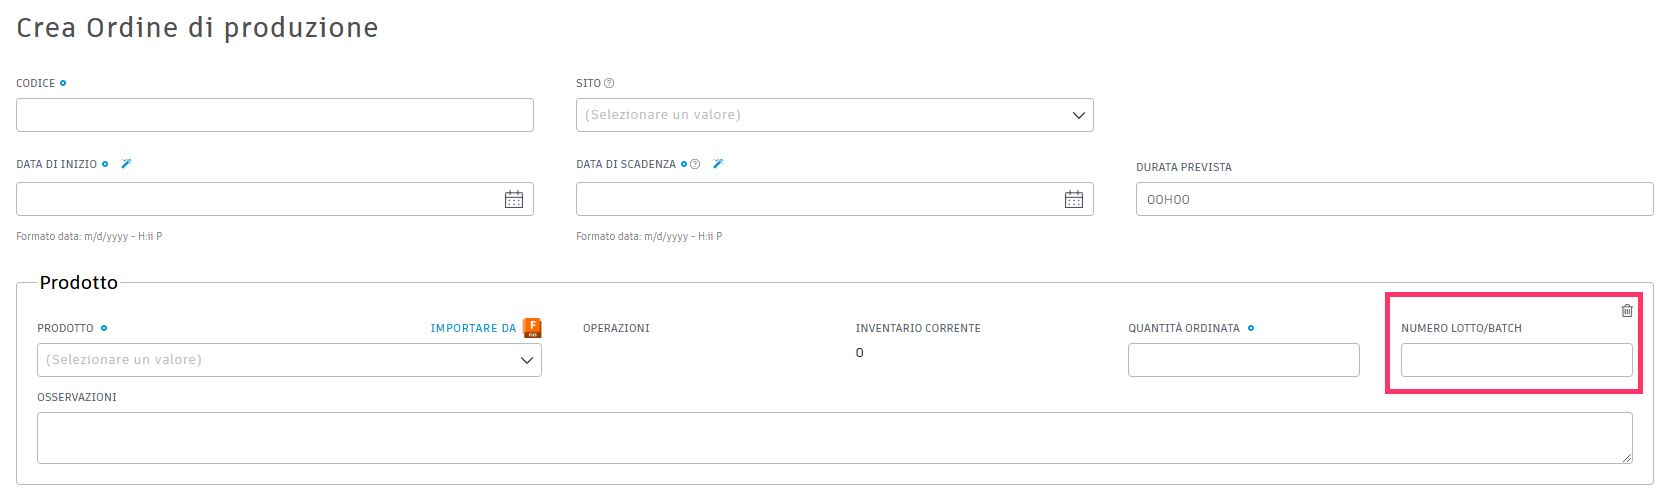 Crea Ordine di produzione
CODICE
SITO
(Selezionare un valore)
DATA DI INIZIO
DATA DI SCADENZA
DURATA PREVISTA
00H00
Formato data: m/d/yyyy - H:ii P
Formato data: m/d/yyyy - H:ii P
Prodotto
PRODOTTO
IMPORTARE DA
F
OPERAZIONI
INVENTARIO CORRENTE
QUANTITÀ ORDINATA
NUMERO LOTTO/BATCH
(Selezionare un valore)
0
OSSERVAZIONI